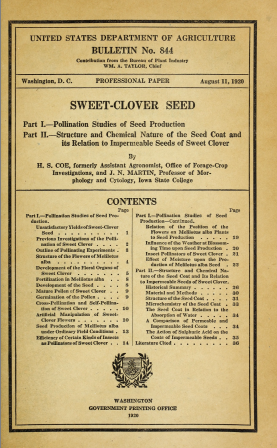 UNITED STATES DEPARTMENT OF AGRICULTURE
BULLETIN No. 844
Contribution from the Bureau of Plant Industry
WM. A. TAYLOR, Chief
Washington, D. C. PROFESSIONAL PAPER August 11, 1920
SWEET-CLOVER SEED
Part I.—Pollination Studies of Seed Production
Part II.—Structure and Chemical Nature of the Seed Coat and
its Relation to Impermeable Seeds of Sweet Clover
By
H. S. COE, formerly Assistant Agronomist, Office of Forage-Crop
Investigations, and J. N. MARTIN, Professor of Mor-
phology and Cytology, Iowa State College
CONTENTS
Page
Part I.—Pollination Studies of Seed Pro-
duction.
Unsatisfactory Yields of Sweet-Clover
Seed
Previous Investigations of the Polli-
nation of Sweet Clover
Outline of Pollinating Experiments
Structure of the Flowers of Melilotus
alba
Development of the Floral Organs of
Sweet Clover
Fertilization in Melilotus alba
Development of the Seed
Mature Pollen of Sweet Clover
Germination of the Pollen
Cross-Pollination and Self-Pollina-
tion of Sweet Clover
Artificial Manipulation of Sweet-
Clover Flowers
Seed Production of Melilotus alba
under Ordinary Field Conditions
Efficiency of Certain Kinds of Insects
as Pollinators of Sweet Clover
Page
Part I.—Pollination Studies of Seed
Production—Continued.
Relation of the Position of the
Flowers on Melilotus alba Plants
to Seed Production
Influence of the Weather at Blossom-
ing Time upon Seed Production
Insect Pollinators of Sweet Clover
Effect of Moisture upon the Pro-
duction of Melilotus alba Seed
Part II.—Structure and Chemical Na-
ture of the Seed Coat and Its Relation
to Impermeable Seeds of Sweet Clover.
Historical Summary
Material and Methods
Structure of the Seed Coat
Microchemistry of the Seed Coat
The Seed Coat in Relation to the
Absorption of Water
A Comparison of Permeable and
Impermeable Seed Coats
The Action of Sulphuric Acid on the
Coats of Impermeable Seeds
Literature Cited
WASHINGTON
GOVERNMENT PRINTING OFFICE
1920